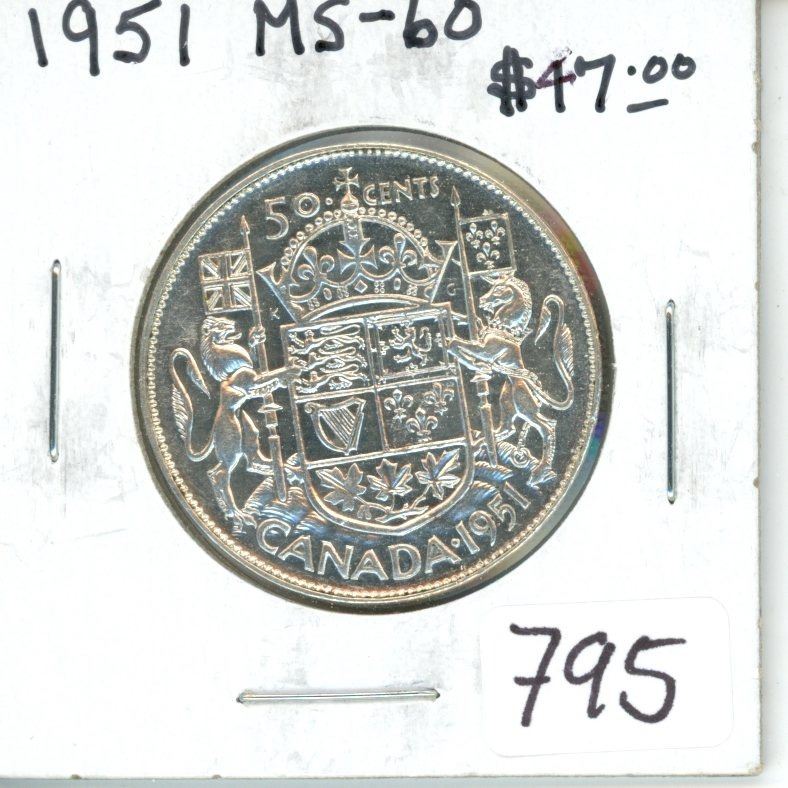 1951 MS-60
$47.00
50 · CENTS
K G
CANADA · 1951
795